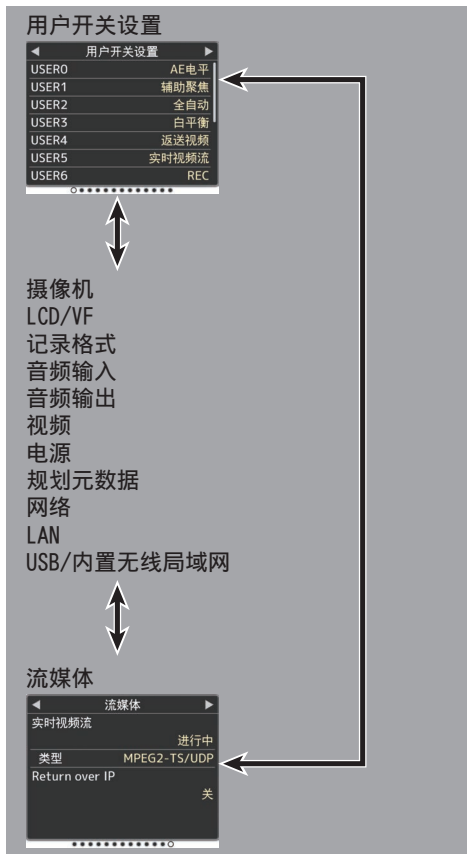 用户开关设置
◀ 用户开关设置 ▶
USER0 AE电平
USER1 辅助聚焦
USER2 全自动
USER3 白平衡
USER4 返送视频
USER5 实时视频流
USER6 REC
摄像机
LCD/VF
记录格式
音频输入
音频输出
视频
电源
规划元数据
网络
LAN
USB/内置无线局域网
流媒体
◀ 流媒体 ▶
实时视频流
进行中
类型 MPEG2-TS/UDP
Return over IP
关